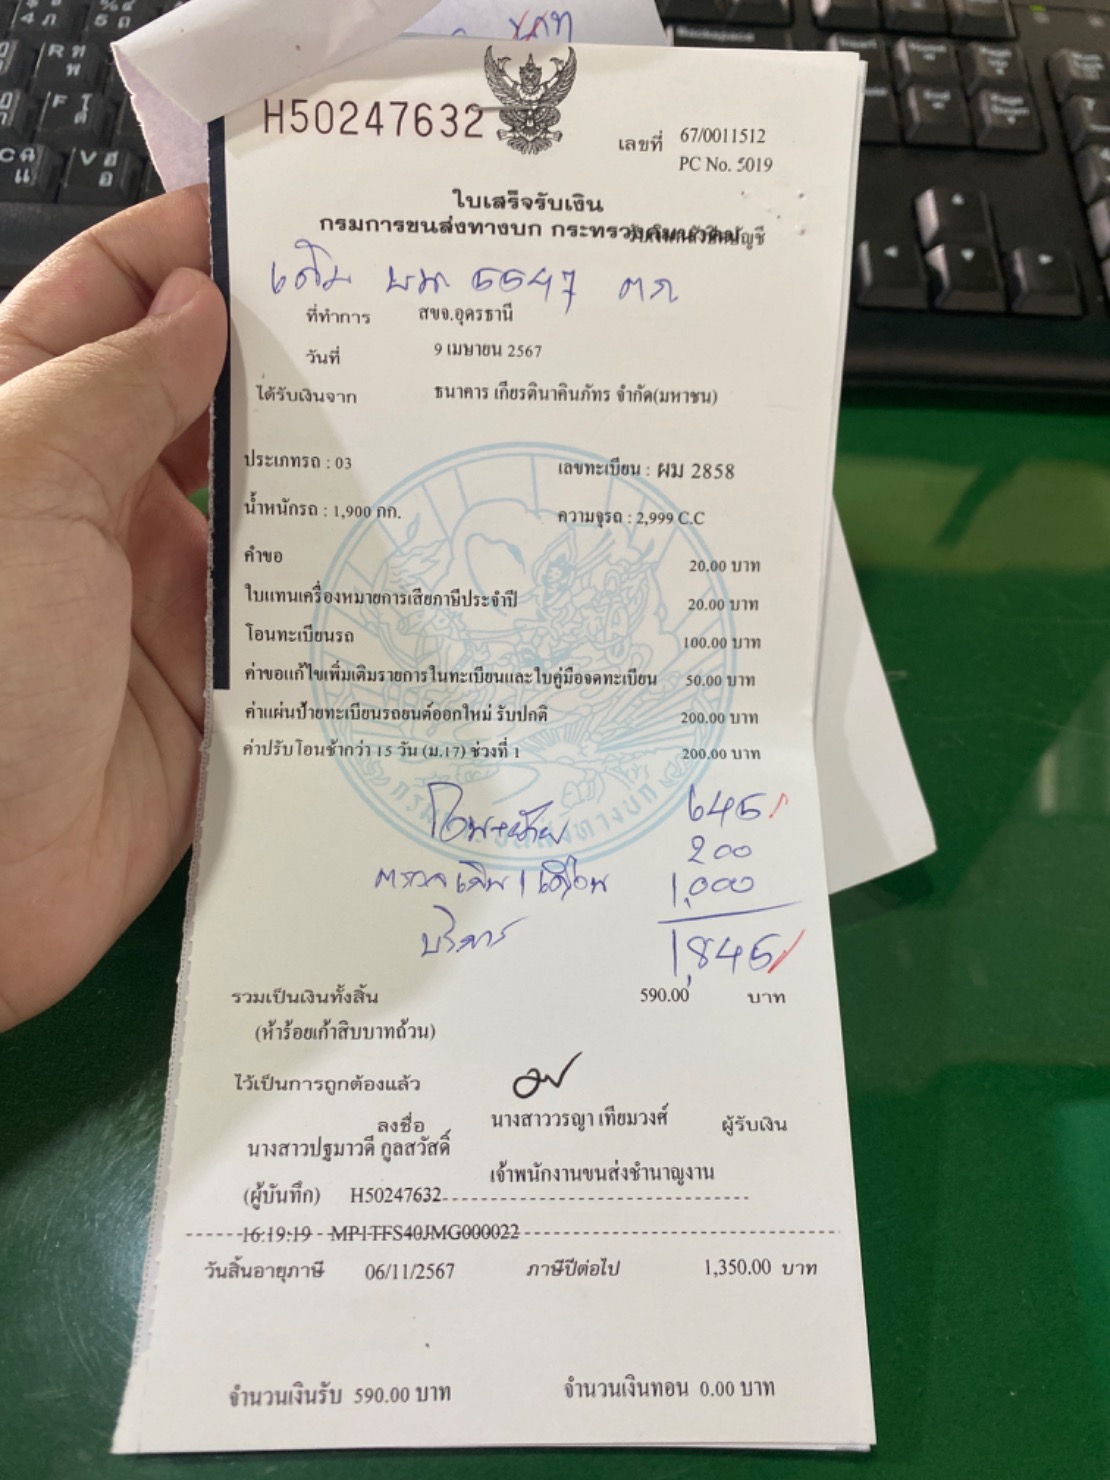 H50247632
เลขที่ 67/0011512
PC No. 5019
ใบเสร็จรับเงิน
กรมการขนส่งทางบก กระทรวงคมนาคม
เดิม 5547 ตก
ที่ทำการ สขจ.อุดรธานี
วันที่ 9 เมษายน 2567
ได้รับเงินจาก ธนาคาร เกียรตินาคินภัทร จำกัด(มหาชน)
ประเภทรถ : 03 เลขทะเบียน : ผม 2858
น้ำหนักรถ : 1,900 กก. ความจุรถ : 2,999 C.C
คำขอ 20.00 บาท
ใบแทนเครื่องหมายการเสียภาษีประจำปี 20.00 บาท
โอนทะเบียนรถ 100.00 บาท
ค่าขอแก้ไขเพิ่มเติมรายการในทะเบียนและใบคู่มือจดทะเบียน 50.00 บาท
ค่าแผ่นป้ายทะเบียนรถยนต์ออกใหม่ รับปกติ 200.00 บาท
ค่าปรับโอนช้ากว่า 15 วัน (ม.17) ช่วงที่ 1 200.00 บาท
645
200
1,000
บริการ
1,845
รวมเป็นเงินทั้งสิ้น 590.00 บาท
(ห้าร้อยเก้าสิบบาทถ้วน)
ไว้เป็นการถูกต้องแล้ว
ลงชื่อ นางสาววรญา เทียมวงศ์ ผู้รับเงิน
นางสาวปฐมาวดี กูลสวัสดิ์
เจ้าพนักงานขนส่งชำนาญงาน
(ผู้บันทึก) H50247632
16:19:19 MP1TFS40JMG000022
วันสิ้นอายุภาษี 06/11/2567 ภาษีปีต่อไป 1,350.00 บาท
จำนวนเงินรับ 590.00 บาท จำนวนเงินทอน 0.00 บาท